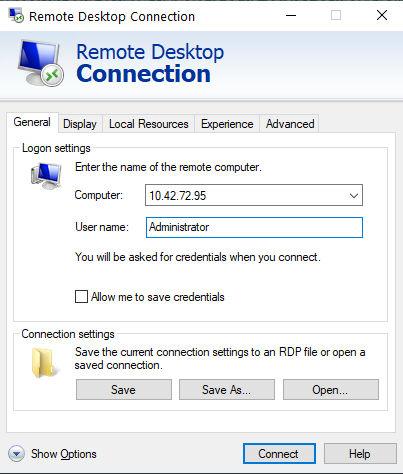 Remote Desktop Connection
Remote Desktop
Connection
General Display Local Resources Experience Advanced
Logon settings
Enter the name of the remote computer.
Computer: 10.42.72.95
User name: Administrator
You will be asked for credentials when you connect.
Allow me to save credentials
Connection settings
Save the current connection settings to an RDP file or open a
saved connection.
Save Save As... Open...
Show Options Connect Help